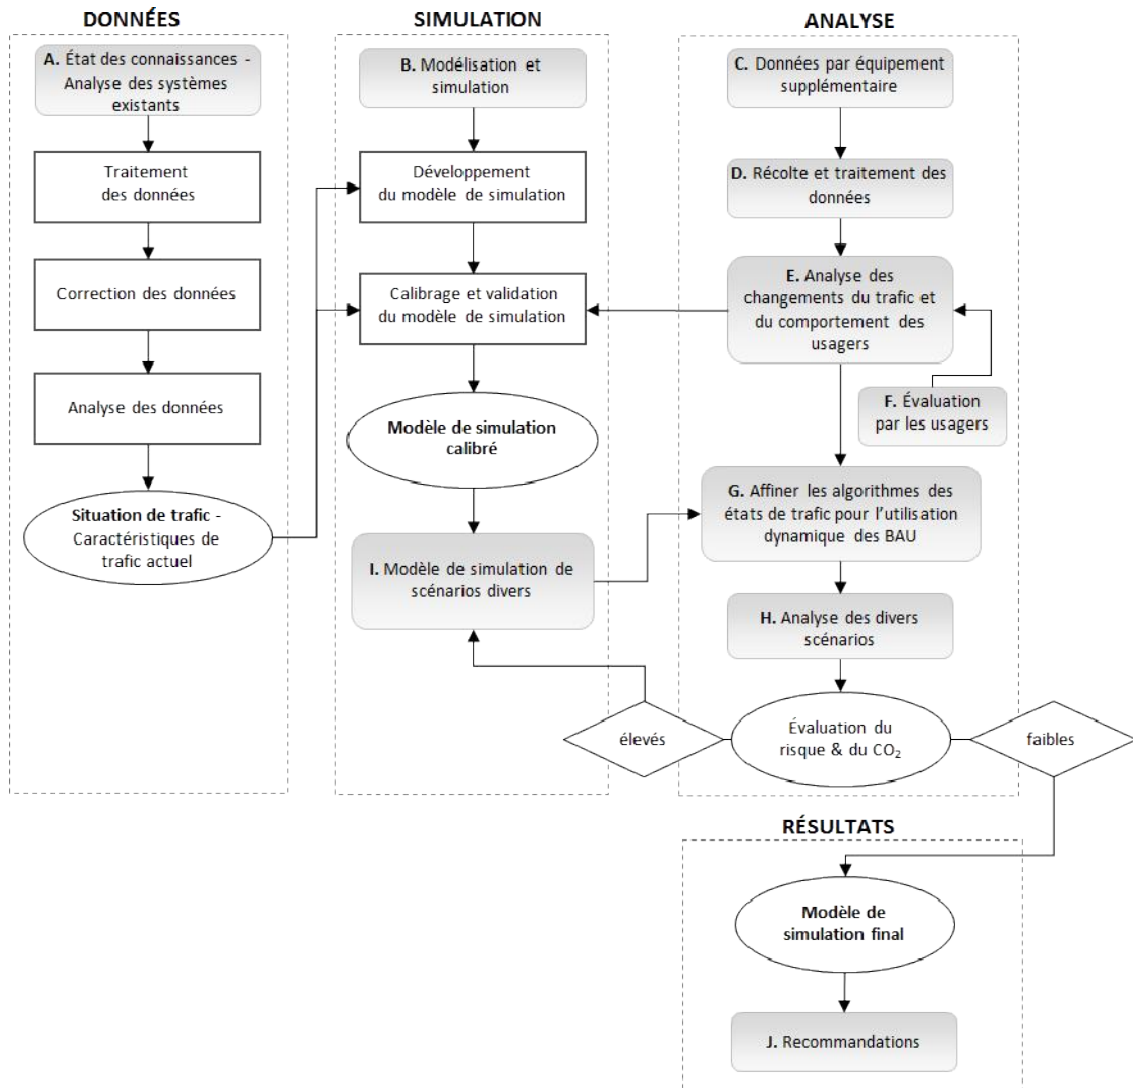 DONNÉES
A. État des connaissances -
Analyse des systèmes
existants
Traitement
des données
Correction des données
Analyse des données
Situation de trafic -
Caractéristiques de
trafic actuel
SIMULATION
B. Modélisation et
simulation
Développement
du modèle de simulation
Calibrage et validation
du modèle de simulation
Modèle de simulation
calibré
I. Modèle de simulation de
scénarios divers
ANALYSE
C. Données par équipement
supplémentaire
D. Récolte et traitement des
données
E. Analyse des
changements du trafic et
du comportement des
usagers
F. Évaluation
par les usagers
G. Affiner les algorithmes des
états de trafic pour l'utilisation
dynamique des BAU
H. Analyse des divers
scénarios
élevés
Évaluation du
risque & du CO₂
faibles
RÉSULTATS
Modèle de
simulation final
J. Recommandations